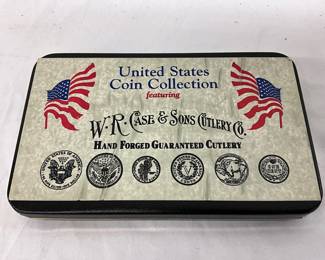 United States
Coin Collection
featuring
W.R. CASE & SONS CUTLERY CO.
HAND FORGED GUARANTEED CUTLERY